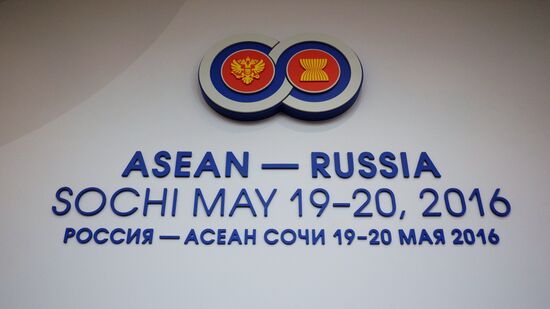 ASEAN — RUSSIA
SOCHI MAY 19–20, 2016
РОССИЯ — АСЕАН СОЧИ 19–20 МАЯ 2016